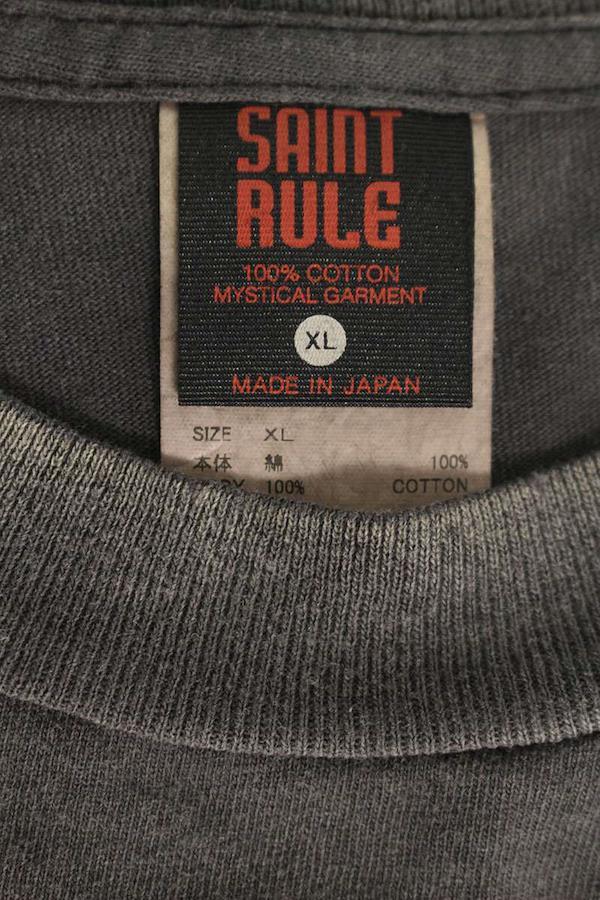 SAINT
RULE
100% COTTON
MYSTICAL GARMENT
XL
MADE IN JAPAN
SIZE XL
本体 綿 100%
100% COTTON